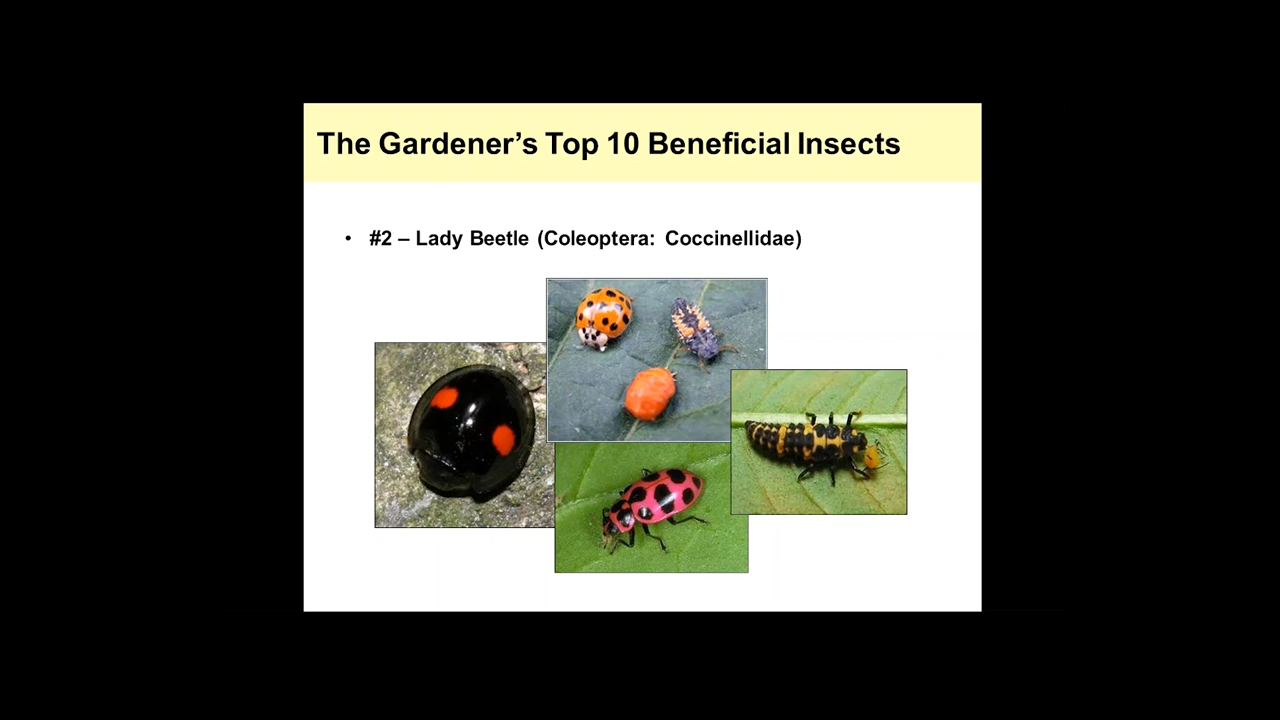 The Gardener’s Top 10 Beneficial Insects
• #2 – Lady Beetle (Coleoptera: Coccinellidae)